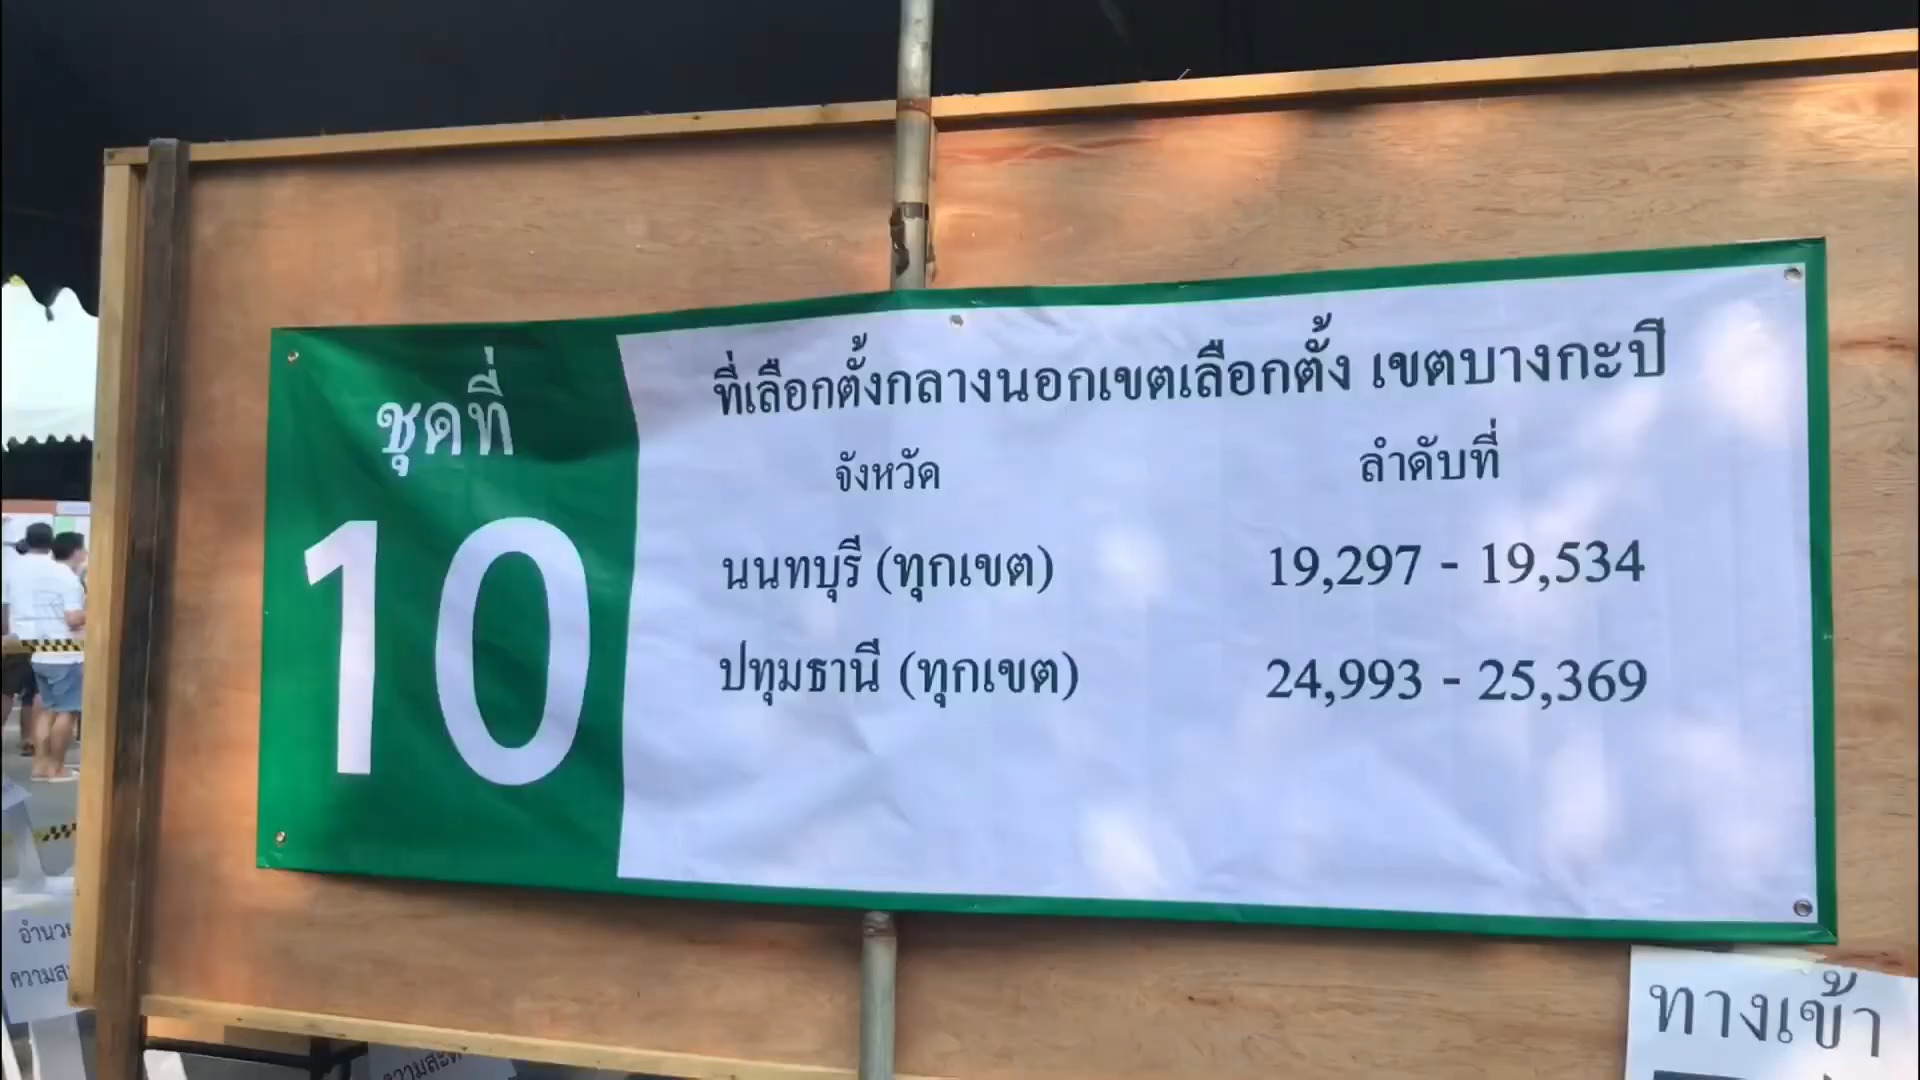 ชุดที่
10
ที่เลือกตั้งกลางนอกเขตเลือกตั้ง เขตบางกะปี
จังหวัด ลำดับที่
นนทบุรี (ทุกเขต) 19,297 - 19,534
ปทุมธานี (ทุกเขต) 24,993 - 25,369
ทางเข้า